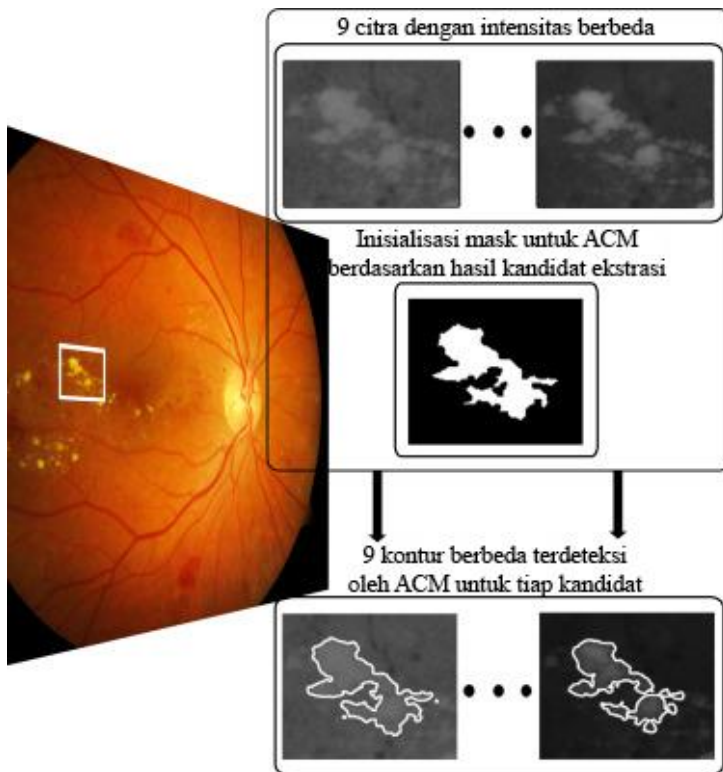 9 citra dengan intensitas berbeda
Inisialisasi mask untuk ACM
berdasarkan hasil kandidat ekstrasi
9 kontur berbeda terdeteksi
oleh ACM untuk tiap kandidat